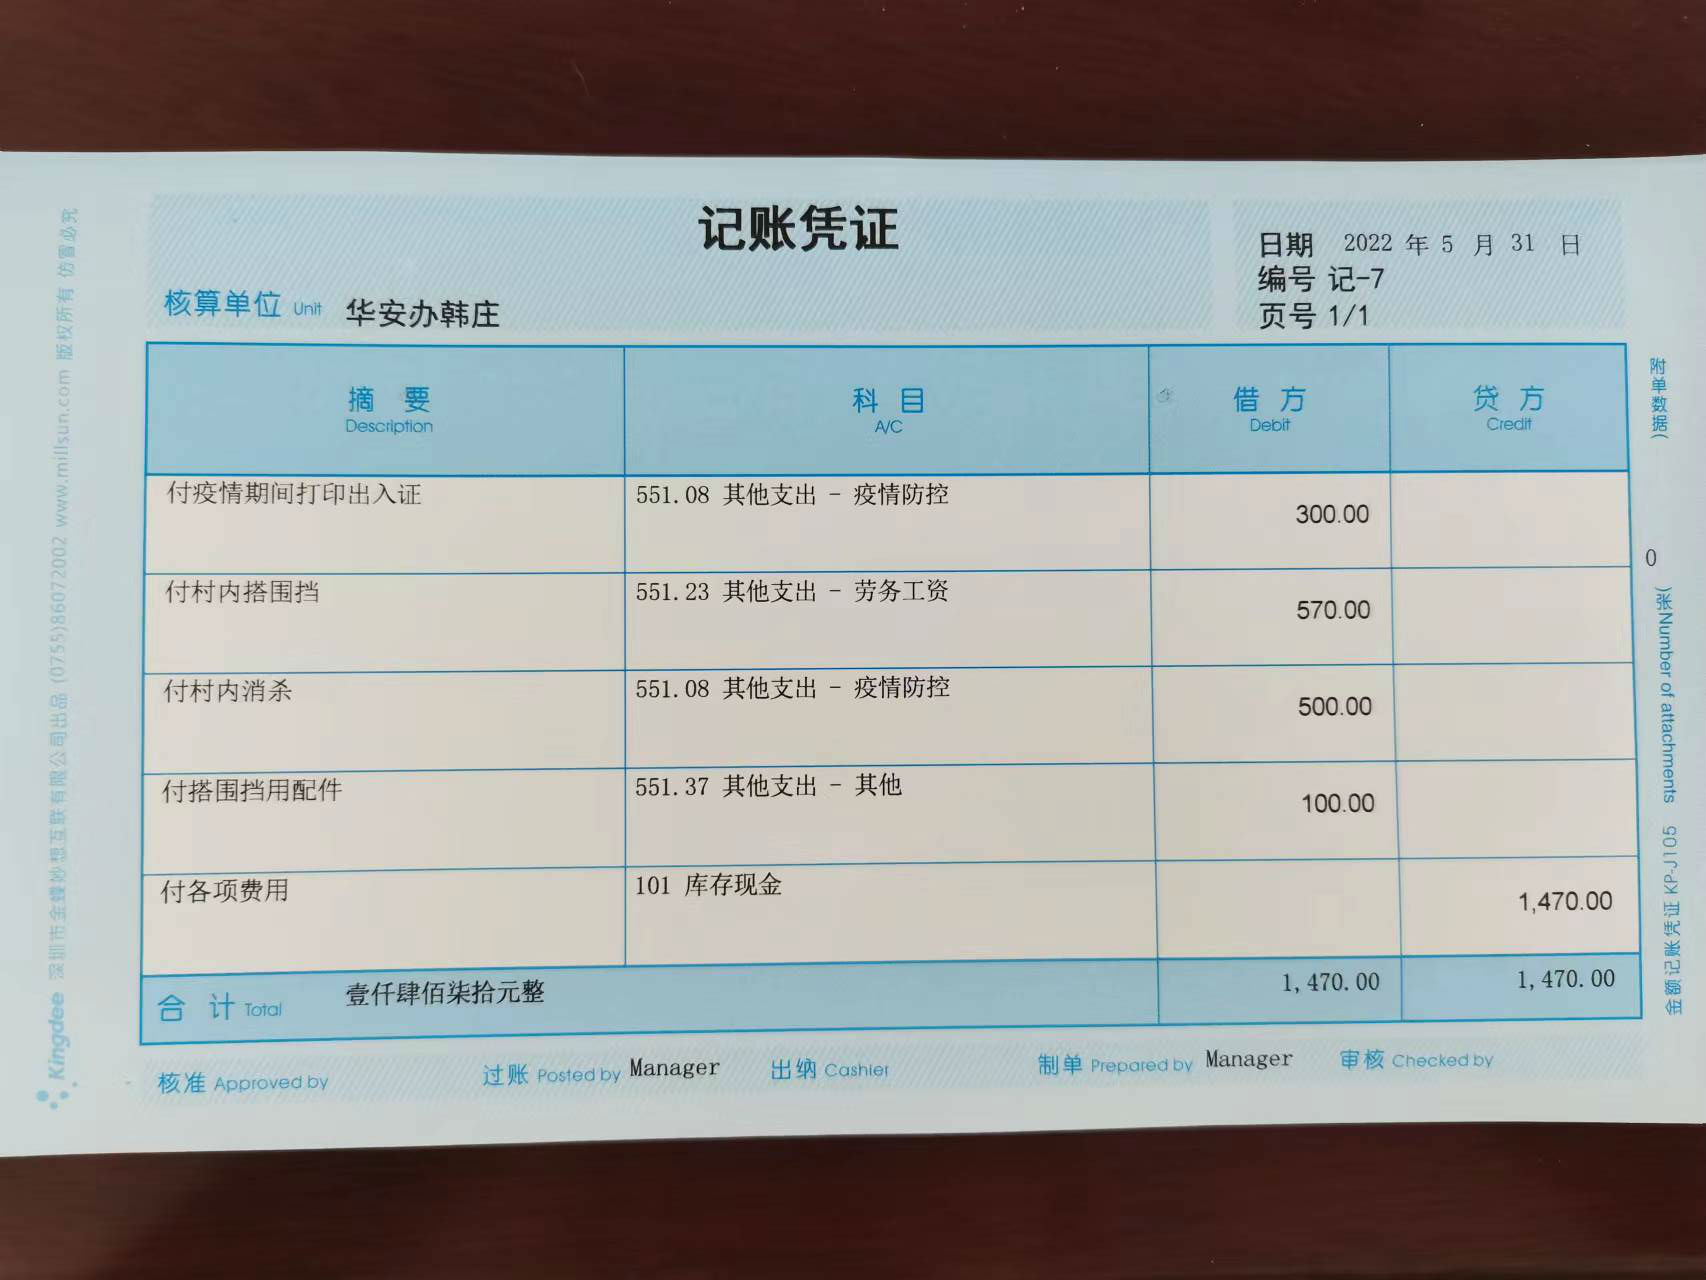 记账凭证
日期 2022 年 5 月 31 日
编号 记-7
页号 1/1
核算单位 Unit 华安办韩庄
摘 要 科 目 借 方 贷 方
Description A/C Debit Credit
付疫情期间打印出入证 551.08 其他支出 - 疫情防控 300.00
付村内搭围挡 551.23 其他支出 - 劳务工资 570.00
付村内消杀 551.08 其他支出 - 疫情防控 500.00
付搭围挡用配件 551.37 其他支出 - 其他 100.00
付各项费用 101 库存现金 1,470.00
合 计 Total 壹仟肆佰柒拾元整 1,470.00 1,470.00
核准 Approved by 过账 Posted by Manager 出纳 Cashier 制单 Prepared by Manager 审核 Checked by
Kingdee 深圳市金蝶妙想互联有限公司出品 (0755)86072002 www.millsun.com 版权所有 仿冒必究
附单数据( 0 )张Number of attachments 金额记账凭证 KP-J105